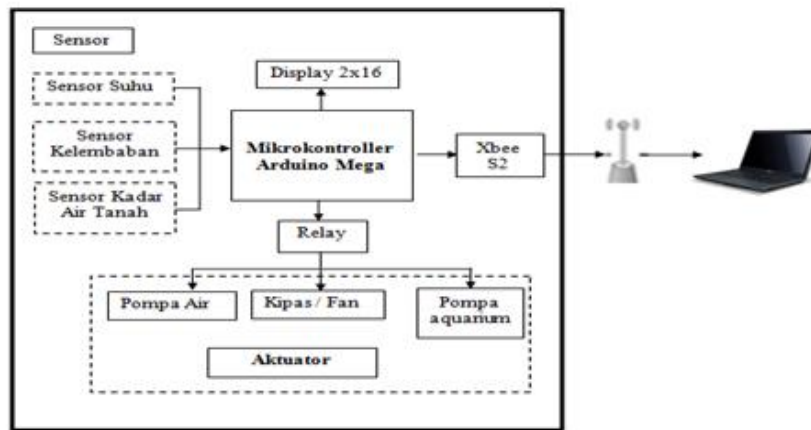 Sensor
Sensor Suhu
Sensor
Kelembaban
Sensor Kadar
Air Tanah
Display 2x16
Mikrokontroller
Arduino Mega
Xbee
S2
Relay
Pompa Air
Kipas / Fan
Pompa
aquarium
Aktuator